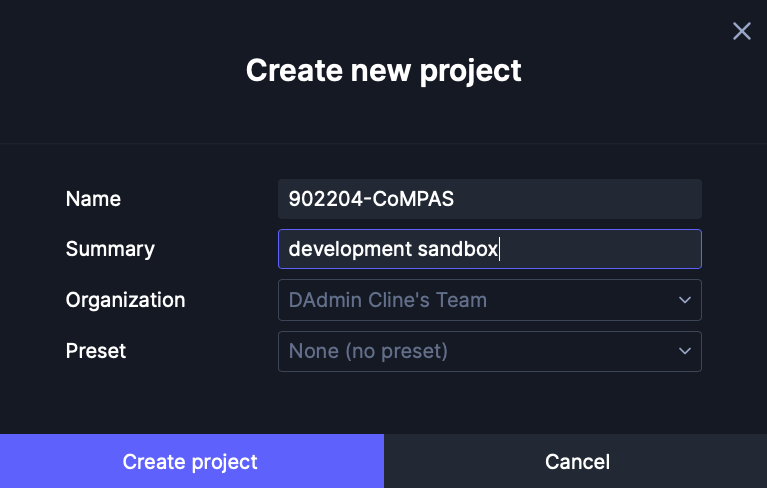 Create new project
Name 902204-CoMPAS
Summary development sandbox
Organization DAdmin Cline's Team
Preset None (no preset)
Create project Cancel